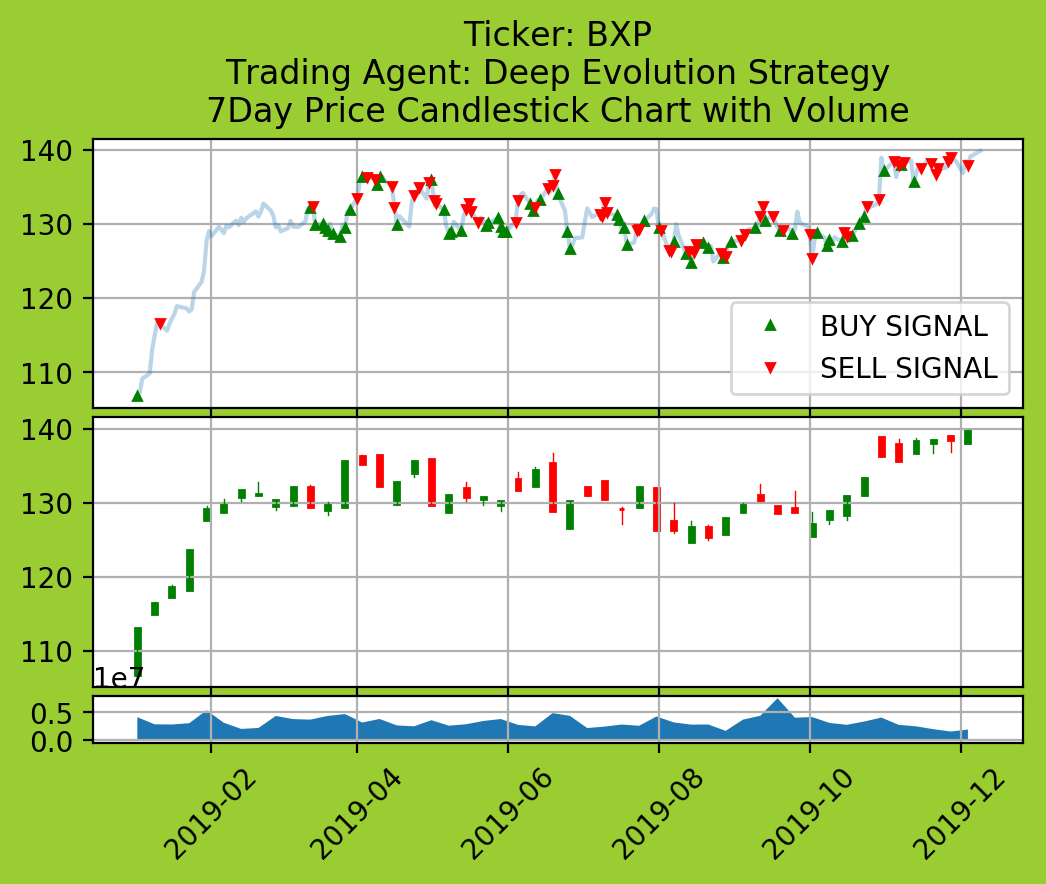 Ticker: BXP
Trading Agent: Deep Evolution Strategy
7Day Price Candlestick Chart with Volume
140
130
120
110
BUY SIGNAL
SELL SIGNAL
140
130
120
110
1e7
0.5
0.0
2019-02
2019-04
2019-06
2019-08
2019-10
2019-12